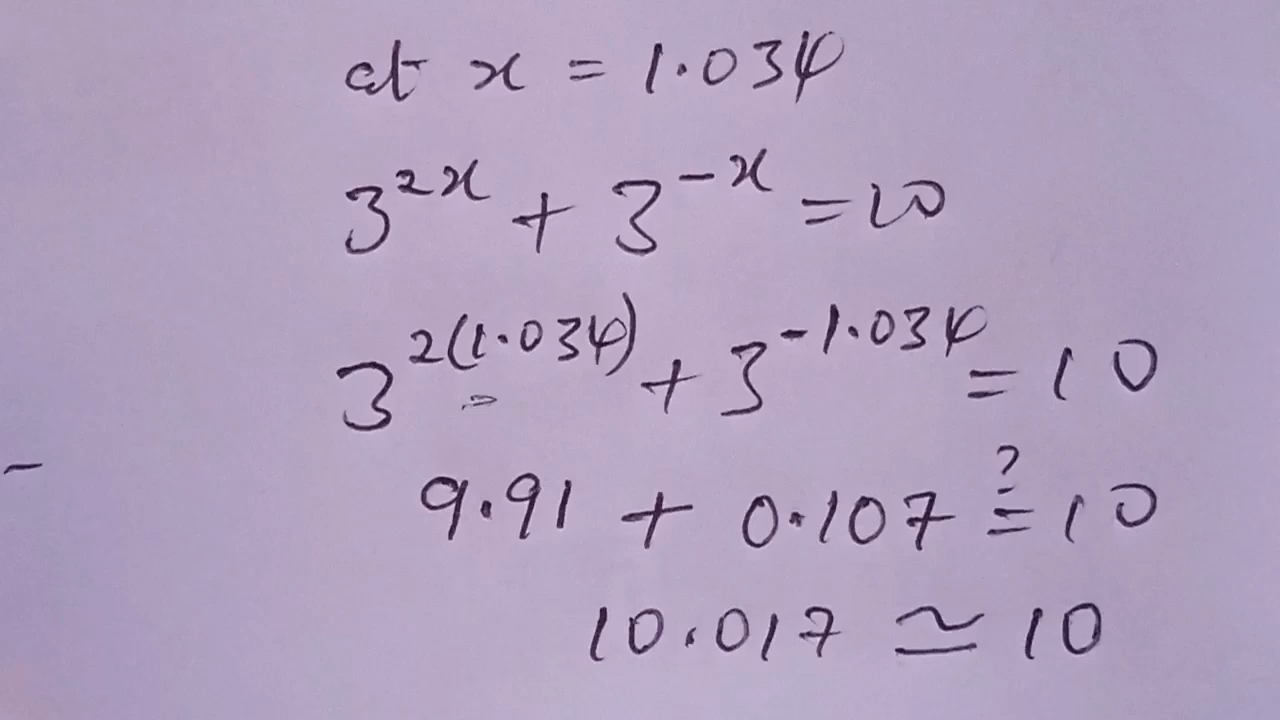 at x = 1.034
3^{2x} + 3^{-x} = 10
3^{2(1.034)} + 3^{-1.034} = 10
9.91 + 0.107 ≟ 10
10.017 ≃ 10